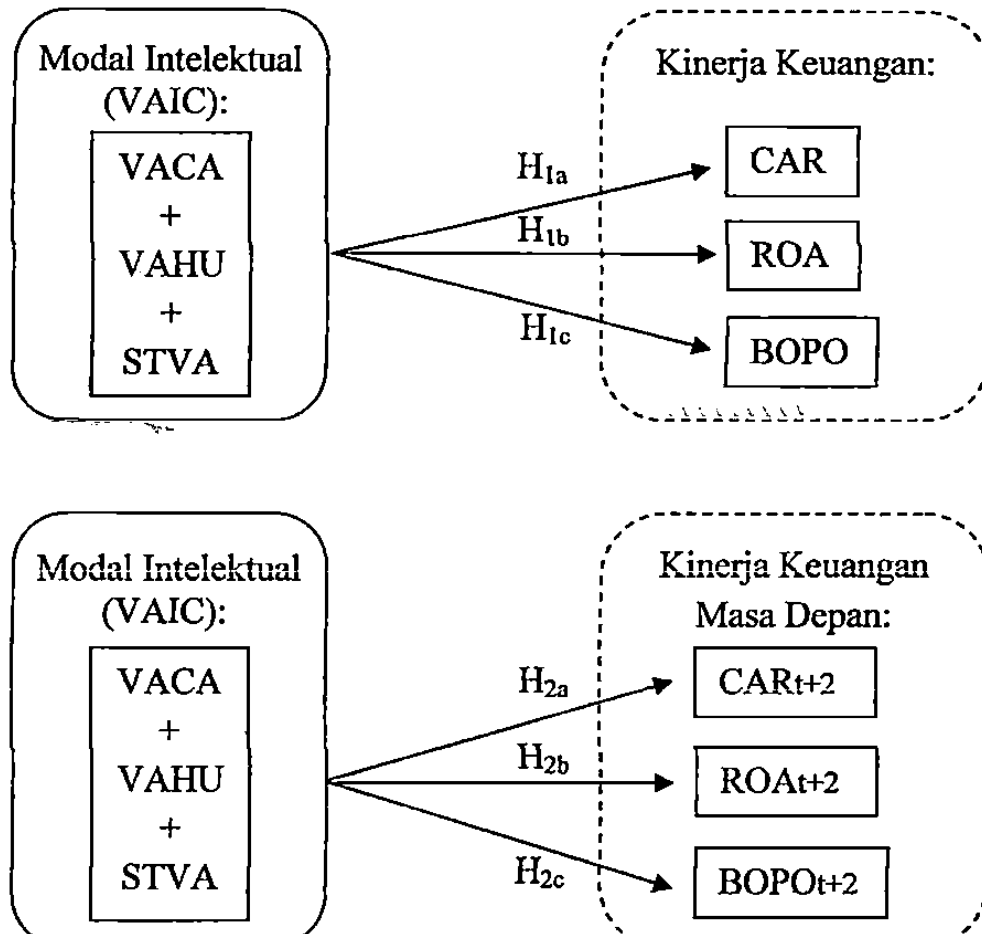 Modal Intelektual
(VAIC):
VACA
+
VAHU
+
STVA
H1a
H1b
H1c
Kinerja Keuangan:
CAR
ROA
BOPO
Modal Intelektual
(VAIC):
VACA
+
VAHU
+
STVA
H2a
H2b
H2c
Kinerja Keuangan
Masa Depan:
CARt+2
ROAt+2
BOPOt+2